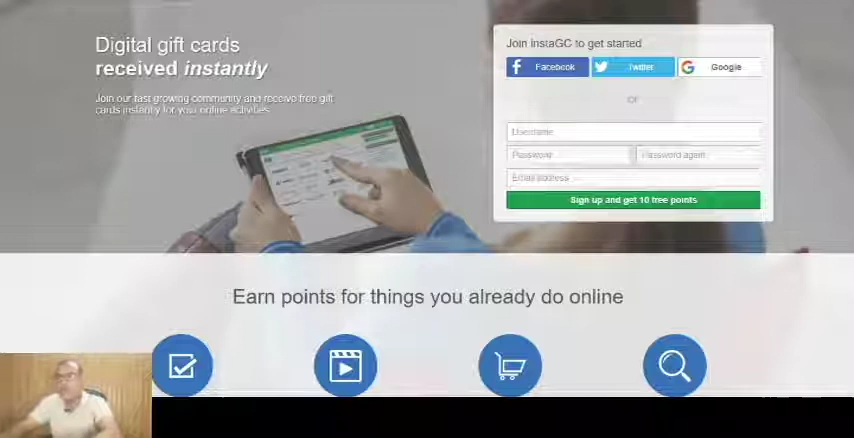 Digital gift cards
received instantly
Join our fast growing community and receive free gift
cards instantly for your online activities.
Join instaGC to get started
Facebook
Twitter
Google
or
Username
Password
Password again
Email address
Sign up and get 10 free points
Earn points for things you already do online